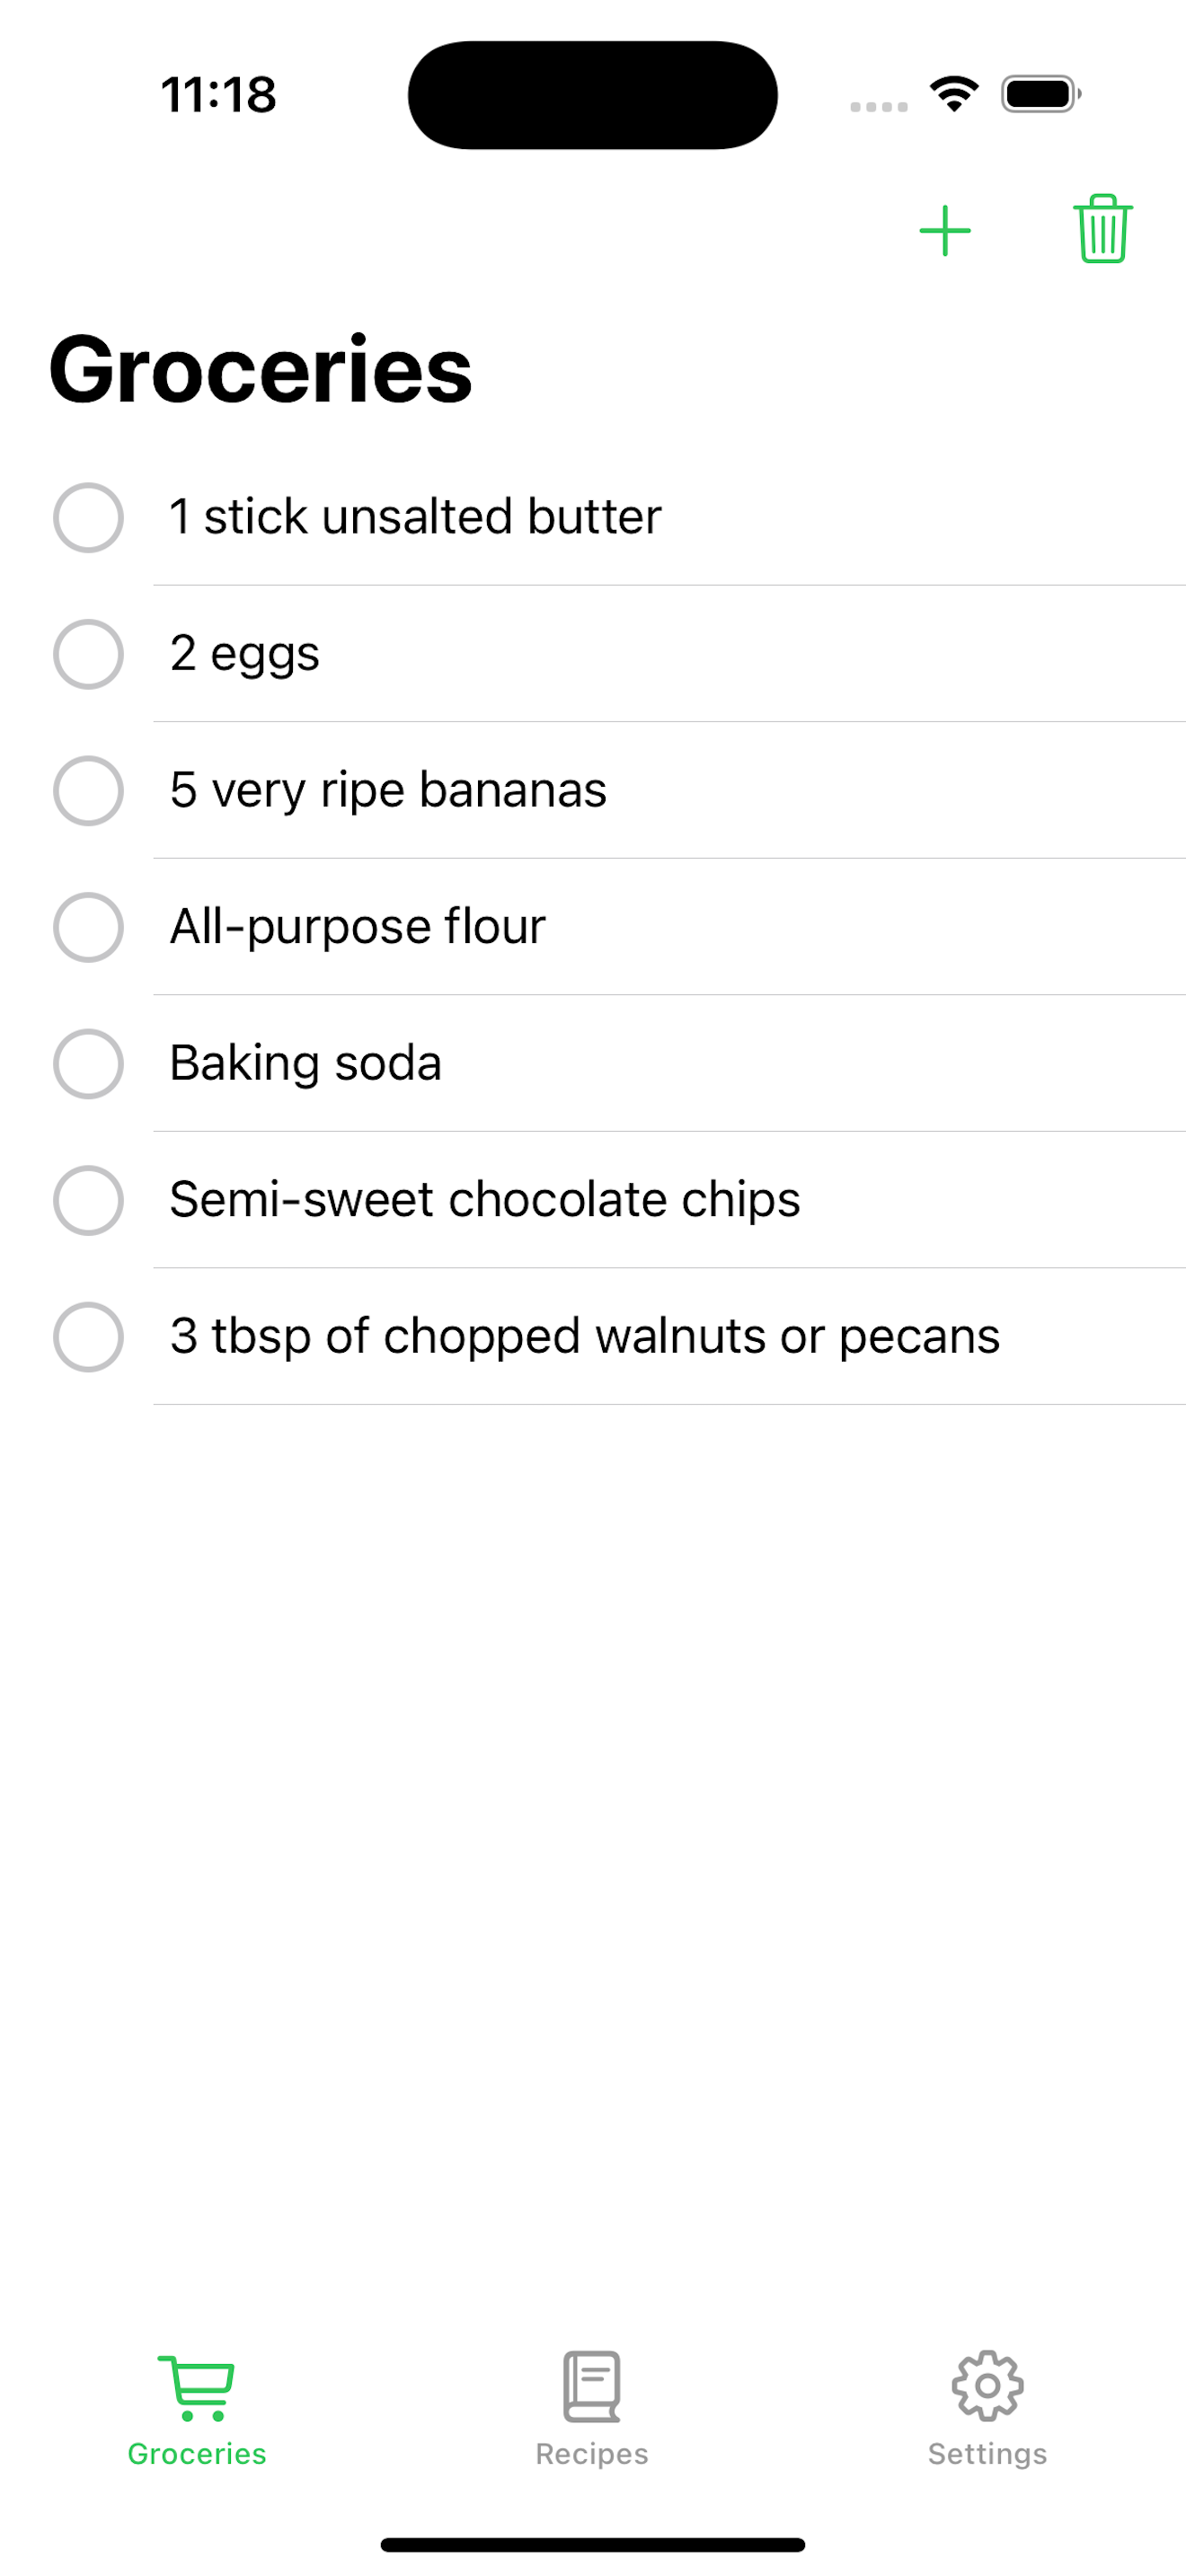 11:18
Groceries
1 stick unsalted butter
2 eggs
5 very ripe bananas
All-purpose flour
Baking soda
Semi-sweet chocolate chips
3 tbsp of chopped walnuts or pecans
Groceries
Recipes
Settings